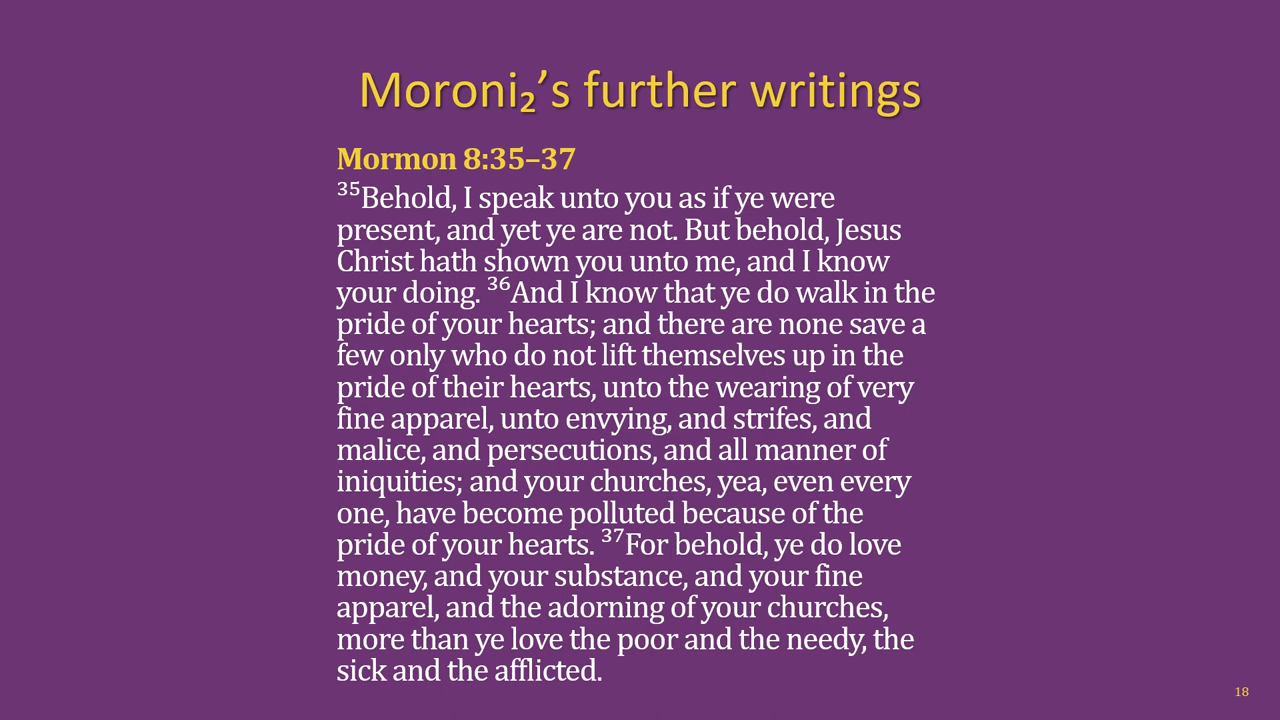 Moroni₂’s further writings
Mormon 8:35–37
³⁵Behold, I speak unto you as if ye were
present, and yet ye are not. But behold, Jesus
Christ hath shown you unto me, and I know
your doing. ³⁶And I know that ye do walk in the
pride of your hearts; and there are none save a
few only who do not lift themselves up in the
pride of their hearts, unto the wearing of very
fine apparel, unto envying, and strifes, and
malice, and persecutions, and all manner of
iniquities; and your churches, yea, even every
one, have become polluted because of the
pride of your hearts. ³⁷For behold, ye do love
money, and your substance, and your fine
apparel, and the adorning of your churches,
more than ye love the poor and the needy, the
sick and the afflicted.
18